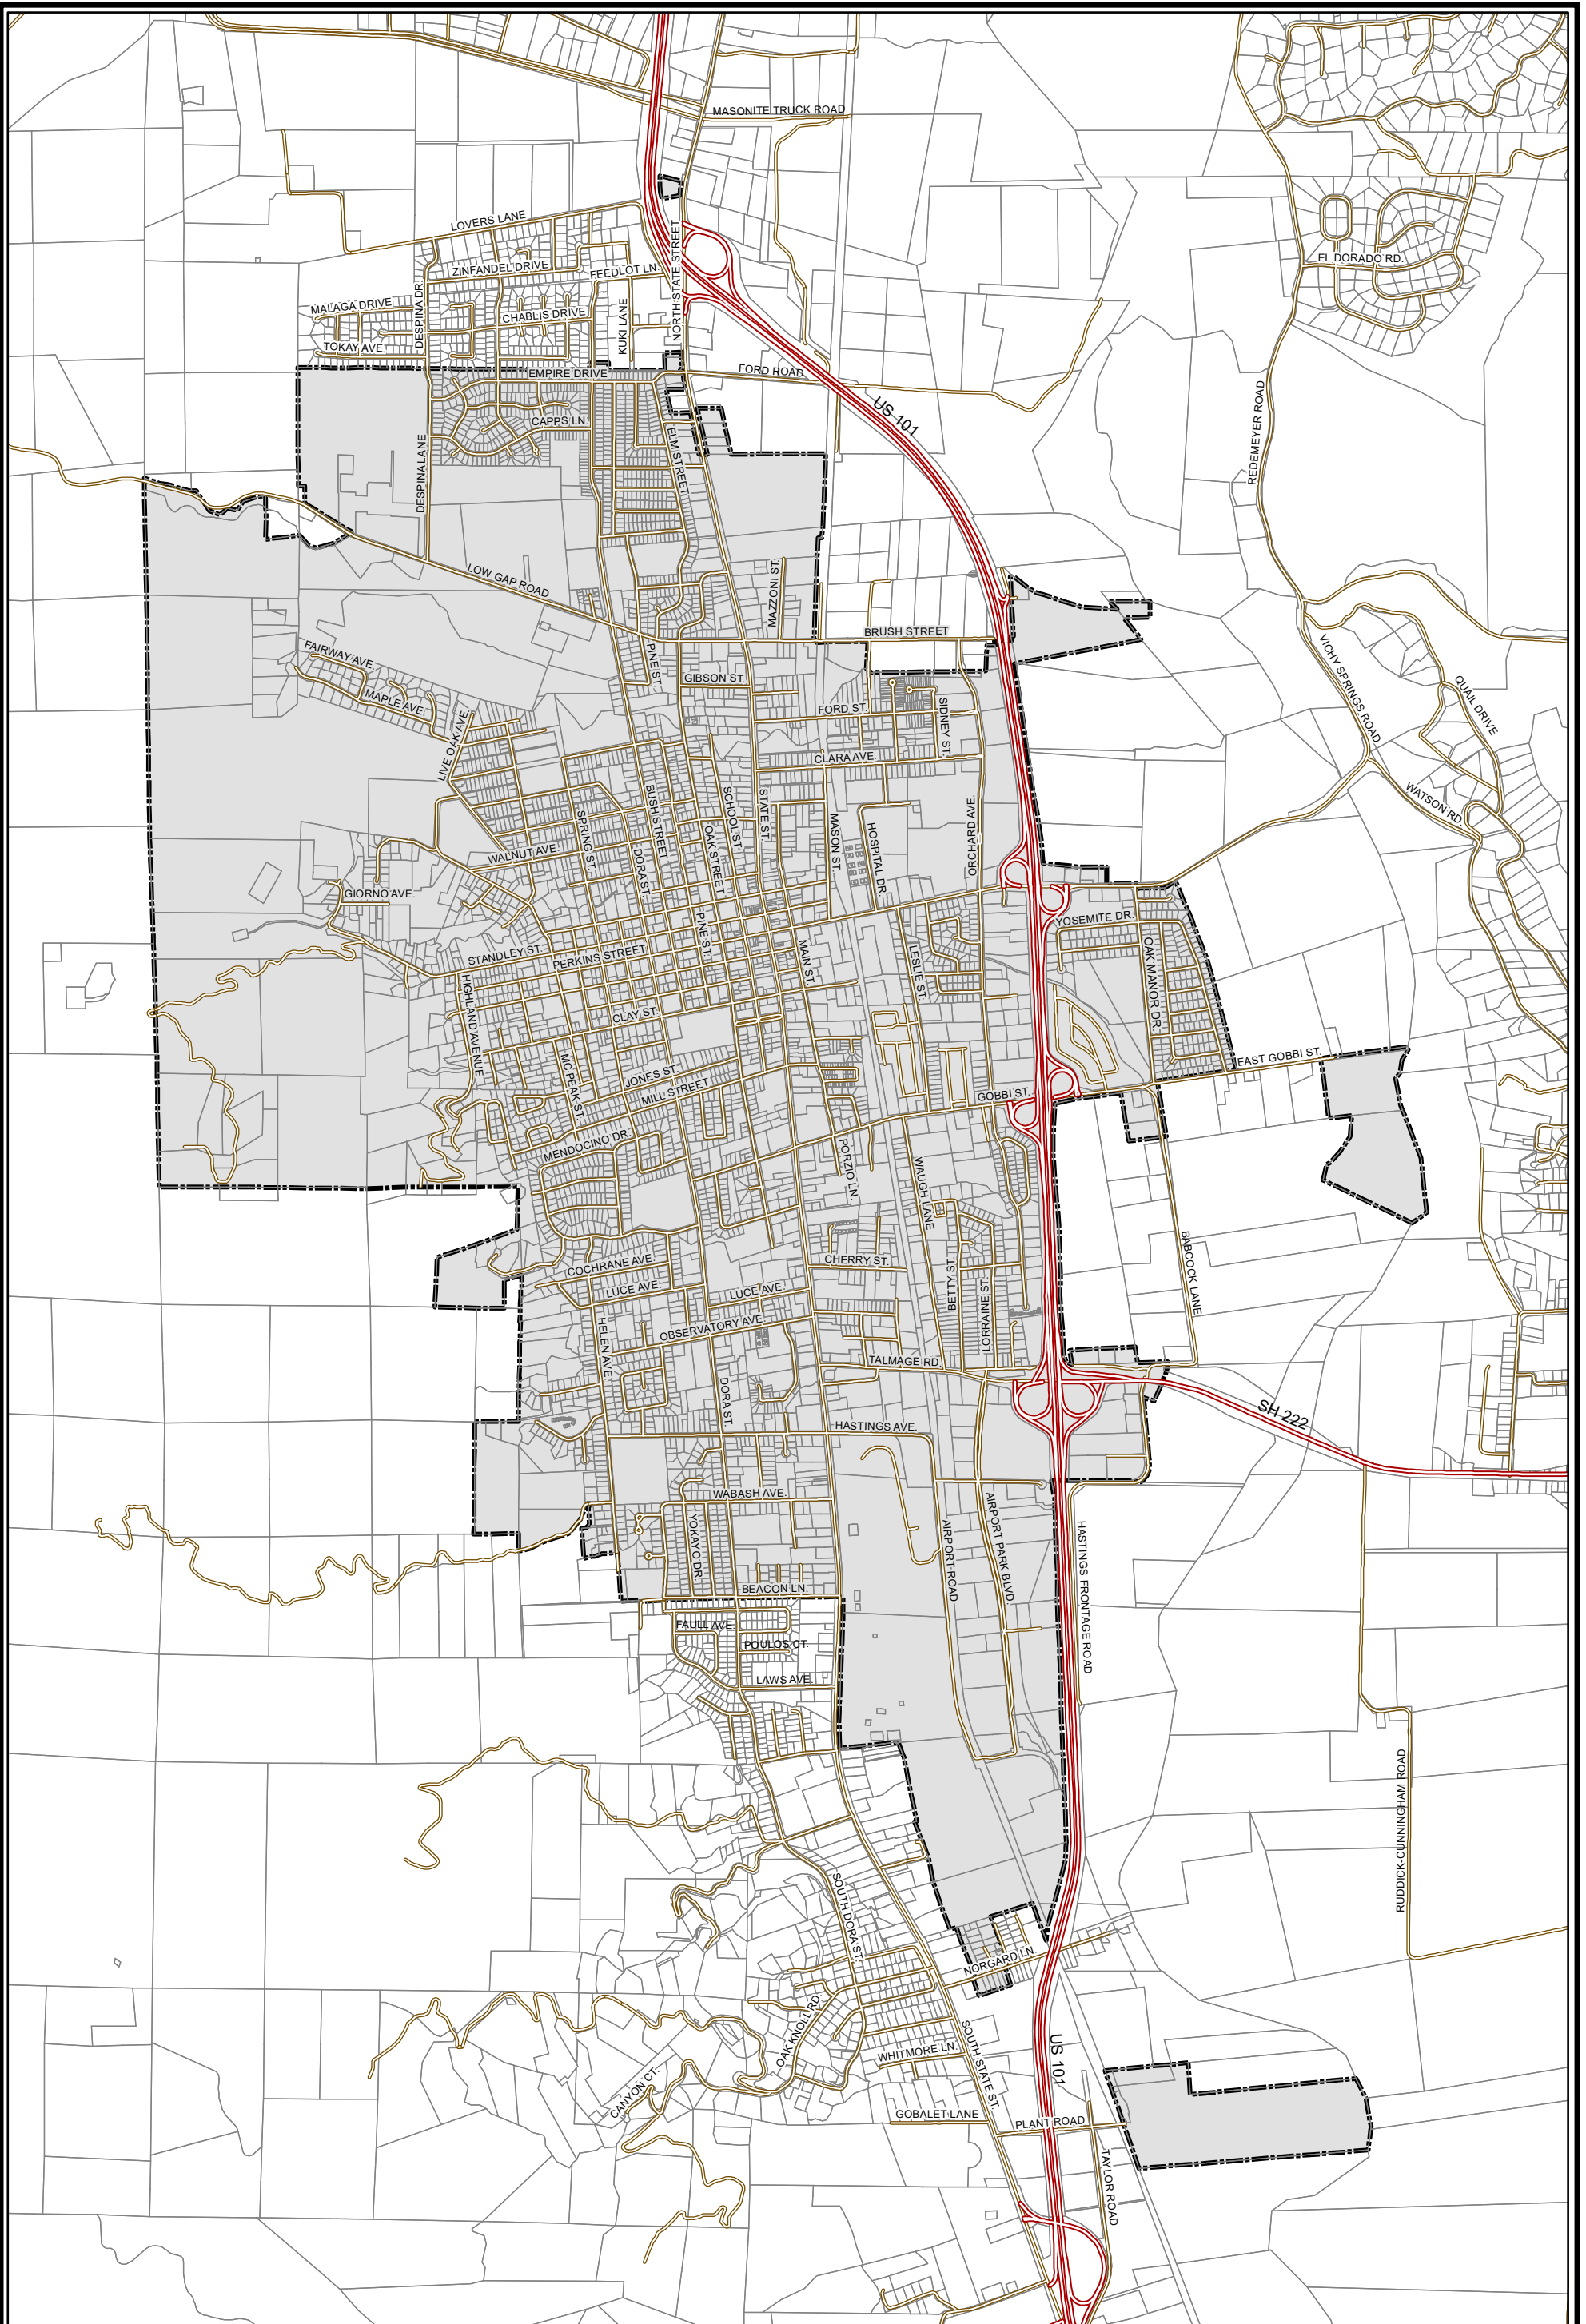 MASONITE TRUCK ROAD
LOVERS LANE
NORTH STATE STREET
ZINFANDEL DRIVE
FEEDLOT LN.
EL DORADO RD.
MALAGA DRIVE
DESPINA DR.
CHABLIS DRIVE
KUKI LANE
TOKAY AVE.
EMPIRE DRIVE
FORD ROAD
US 101
REDEMEYER ROAD
CAPPS LN.
ELM STREET
DESPINA LANE
LOW GAP ROAD
MAZZONI ST.
BRUSH STREET
PINE ST.
FAIRWAY AVE.
VICHY SPRINGS ROAD
GIBSON ST.
MAPLE AVE.
FORD ST.
SIDNEY ST.
QUAIL DRIVE
LIVE OAK AVE.
CLARA AVE.
WATSON RD
BUSH STREET
SCHOOL ST.
STATE ST.
SPRING ST.
MASON ST.
HOSPITAL DR.
ORCHARD AVE.
OAK STREET
WALNUT AVE.
DORA ST.
GIORNO AVE.
YOSEMITE DR.
PINE ST.
STANDLEY ST.
PERKINS STREET
MAIN ST.
LESLIE ST.
OAK MANOR DR.
HIGHLAND AVENUE
CLAY ST.
EAST GOBBI ST.
MC PEAK ST.
JONES ST.
MILL STREET
GOBBI ST.
MENDOCINO DR.
PORZIO LN.
WAUGH LANE
COCHRANE AVE.
CHERRY ST.
BETTY ST.
BABCOCK LANE
LUCE AVE.
LUCE AVE.
LORRAINE ST.
OBSERVATORY AVE.
HELEN AVE.
TALMAGE RD.
DORA ST.
SH 222
HASTINGS AVE.
WABASH AVE.
YOKAYO DR.
AIRPORT ROAD
AIRPORT PARK BLVD.
HASTINGS FRONTAGE ROAD
BEACON LN.
FAULL AVE.
POULOS CT.
LAWS AVE.
RUDDICK-CUNNINGHAM ROAD
SOUTH DORA ST.
NORGARD LN.
OAK KNOLL RD.
WHITMORE LN.
SOUTH STATE ST.
US 101
CANYON CT.
GOBALET LANE
PLANT ROAD
TAYLOR ROAD